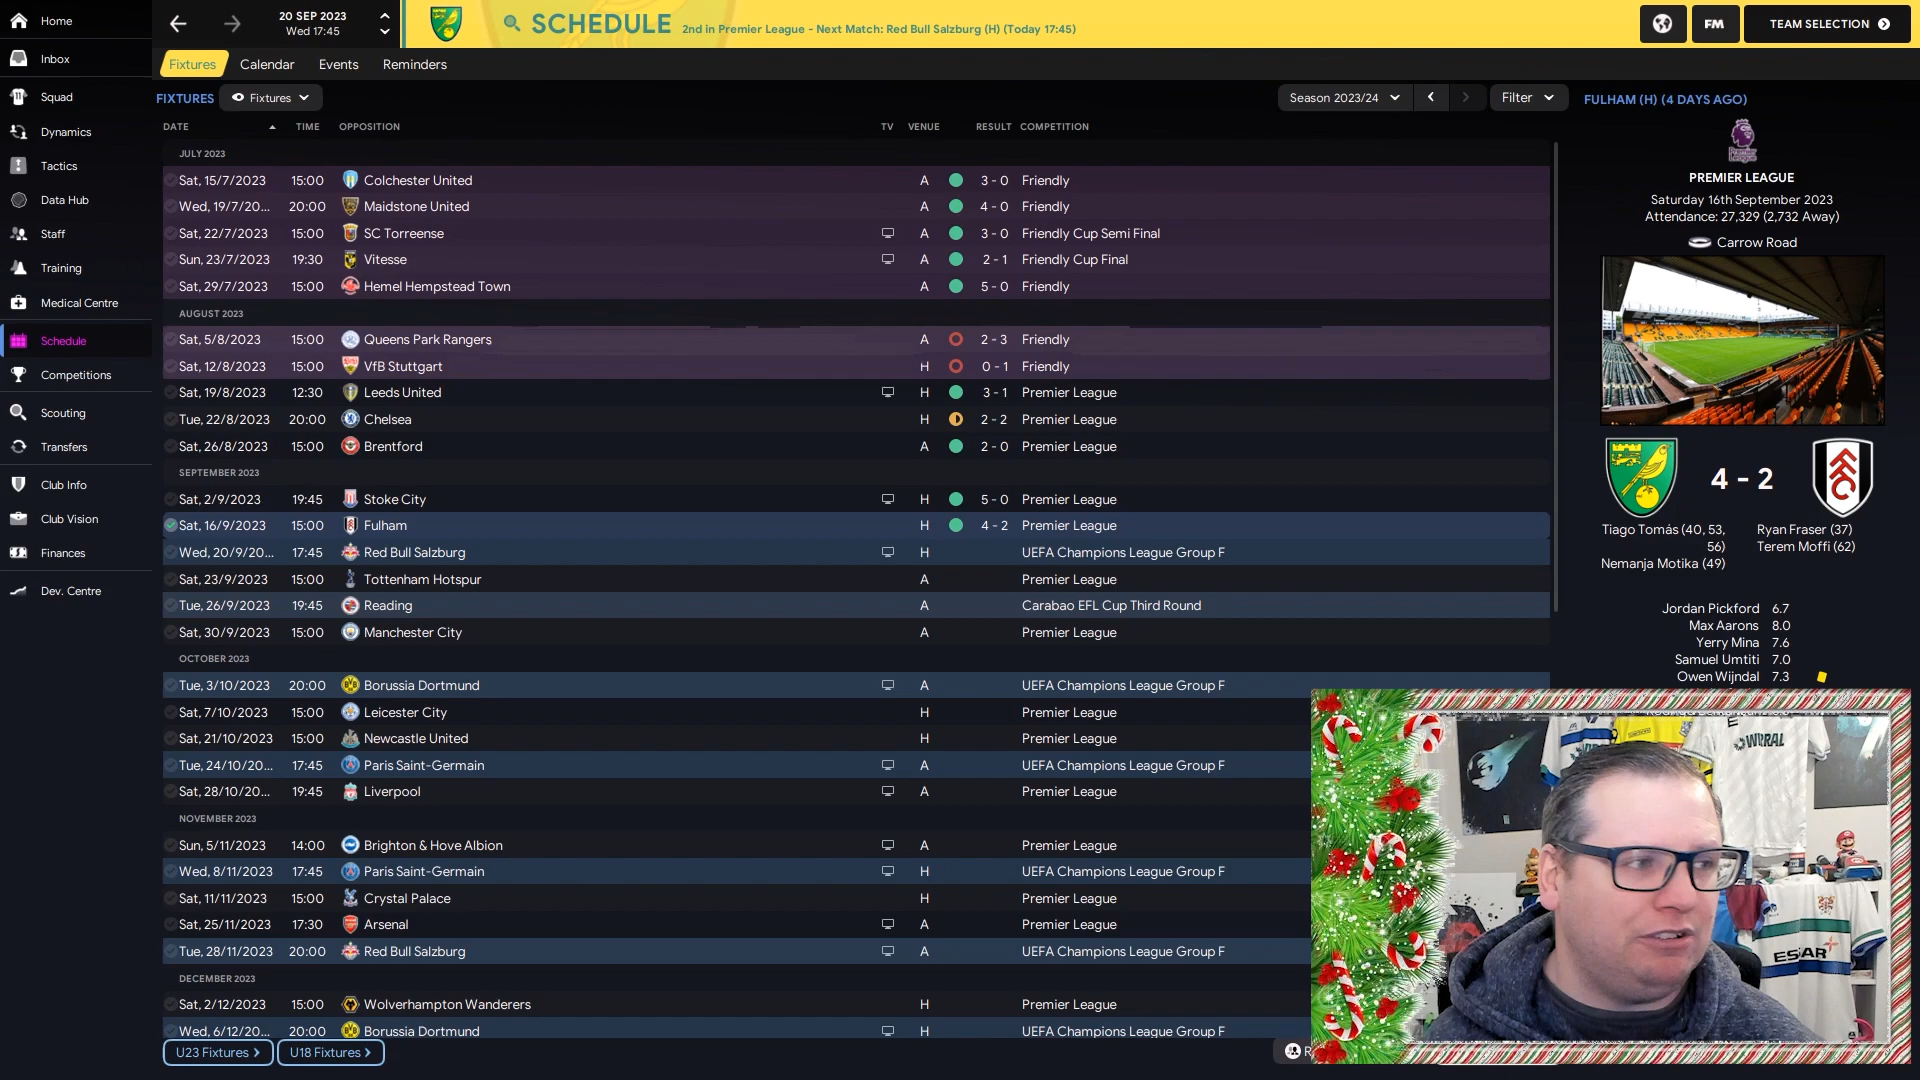 Home
Inbox
Squad
Dynamics
Tactics
Data Hub
Staff
Training
Medical Centre
Schedule
Competitions
Scouting
Transfers
Club Info
Club Vision
Finances
Dev. Centre
20 SEP 2023
Wed 17:45
SCHEDULE 2nd in Premier League - Next Match: Red Bull Salzburg (H) (Today 17:45)
FM
TEAM SELECTION
Fixtures Calendar Events Reminders
FIXTURES Fixtures Season 2023/24 Filter
DATE TIME OPPOSITION TV VENUE RESULT COMPETITION
JULY 2023
Sat, 15/7/2023 15:00 Colchester United A 3 - 0 Friendly
Wed, 19/7/20... 20:00 Maidstone United A 4 - 0 Friendly
Sat, 22/7/2023 15:00 SC Torreense A 3 - 0 Friendly Cup Semi Final
Sun, 23/7/2023 19:30 Vitesse A 2 - 1 Friendly Cup Final
Sat, 29/7/2023 15:00 Hemel Hempstead Town A 5 - 0 Friendly
AUGUST 2023
Sat, 5/8/2023 15:00 Queens Park Rangers A 2 - 3 Friendly
Sat, 12/8/2023 15:00 VfB Stuttgart H 0 - 1 Friendly
Sat, 19/8/2023 12:30 Leeds United H 3 - 1 Premier League
Tue, 22/8/2023 20:00 Chelsea H 2 - 2 Premier League
Sat, 26/8/2023 15:00 Brentford A 2 - 0 Premier League
SEPTEMBER 2023
Sat, 2/9/2023 19:45 Stoke City H 5 - 0 Premier League
Sat, 16/9/2023 15:00 Fulham H 4 - 2 Premier League
Wed, 20/9/20... 17:45 Red Bull Salzburg H UEFA Champions League Group F
Sat, 23/9/2023 15:00 Tottenham Hotspur A Premier League
Tue, 26/9/2023 19:45 Reading A Carabao EFL Cup Third Round
Sat, 30/9/2023 15:00 Manchester City A Premier League
OCTOBER 2023
Tue, 3/10/2023 20:00 Borussia Dortmund A UEFA Champions League Group F
Sat, 7/10/2023 15:00 Leicester City H Premier League
Sat, 21/10/2023 15:00 Newcastle United H Premier League
Tue, 24/10/20... 17:45 Paris Saint-Germain A UEFA Champions League Group F
Sat, 28/10/20... 19:45 Liverpool A Premier League
NOVEMBER 2023
Sun, 5/11/2023 14:00 Brighton & Hove Albion A Premier League
Wed, 8/11/2023 17:45 Paris Saint-Germain H UEFA Champions League Group F
Sat, 11/11/2023 15:00 Crystal Palace H Premier League
Sat, 25/11/2023 17:30 Arsenal A Premier League
Tue, 28/11/2023 20:00 Red Bull Salzburg A UEFA Champions League Group F
DECEMBER 2023
Sat, 2/12/2023 15:00 Wolverhampton Wanderers H Premier League
Wed, 6/12/20... 20:00 Borussia Dortmund H UEFA Champions League Group F
U23 Fixtures U18 Fixtures
FULHAM (H) (4 DAYS AGO)
Premier League
PREMIER LEAGUE
Saturday 16th September 2023
Attendance: 27,329 (2,732 Away)
Carrow Road
4 - 2
Tiago Tomás (40, 53,
56)
Nemanja Motika (49)
Ryan Fraser (37)
Terem Moffi (62)
Jordan Pickford 6.7
Max Aarons 8.0
Yerry Mina 7.6
Samuel Umtiti 7.0
Owen Wijndal 7.3
WIRRAL
ESSAR